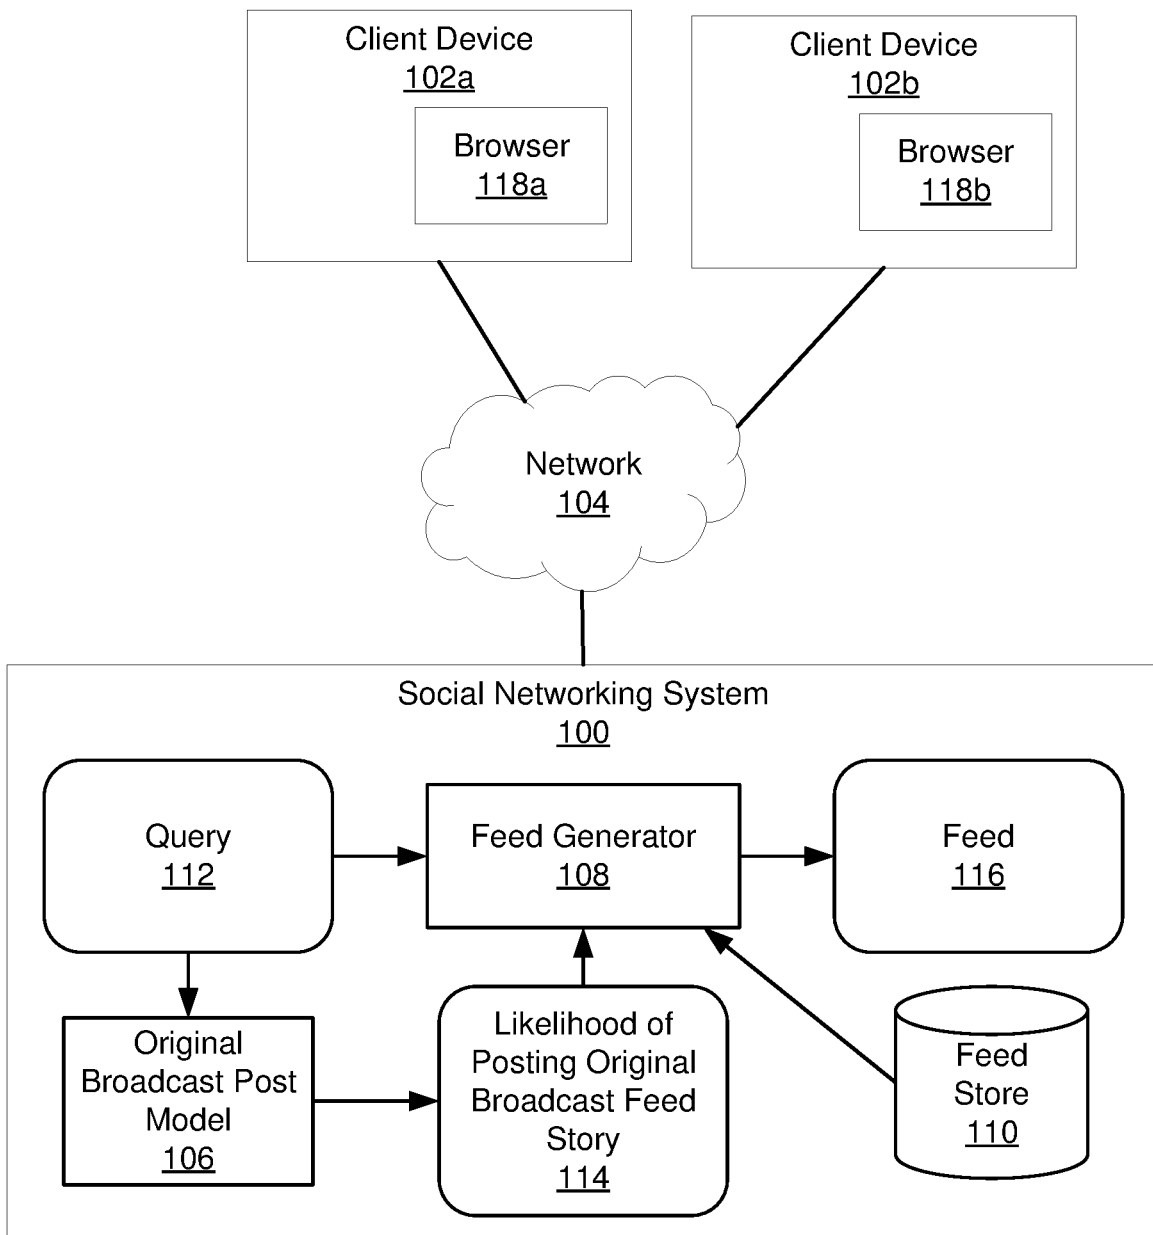 Client Device
102a
Browser
118a
Client Device
102b
Browser
118b
Network
104
Social Networking System
100
Query
112
Feed Generator
108
Feed
116
Original
Broadcast Post
Model
106
Likelihood of
Posting Original
Broadcast Feed
Story
114
Feed
Store
110